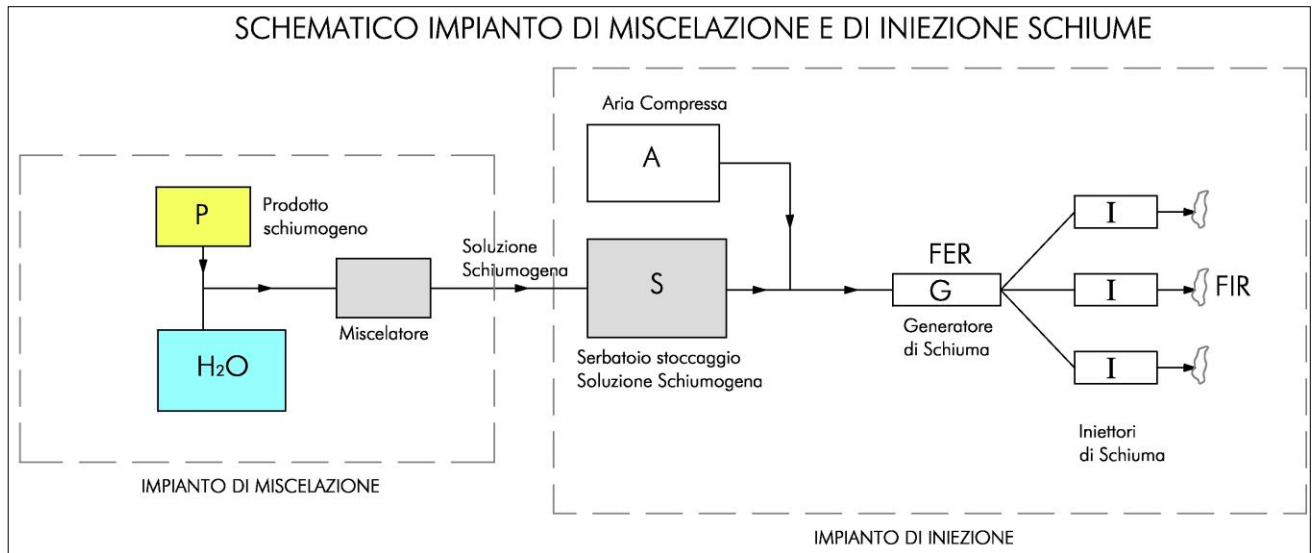 SCHEMATICO IMPIANTO DI MISCELAZIONE E DI INIEZIONE SCHIUME
Aria Compressa
A
P
Prodotto
schiumogeno
Soluzione
Schiumogena
Miscelatore
H₂O
S
Serbatoio stoccaggio
Soluzione Schiumogena
FER
G
Generatore
di Schiuma
I
I
FIR
I
Iniettori
di Schiuma
IMPIANTO DI MISCELAZIONE
IMPIANTO DI INIEZIONE